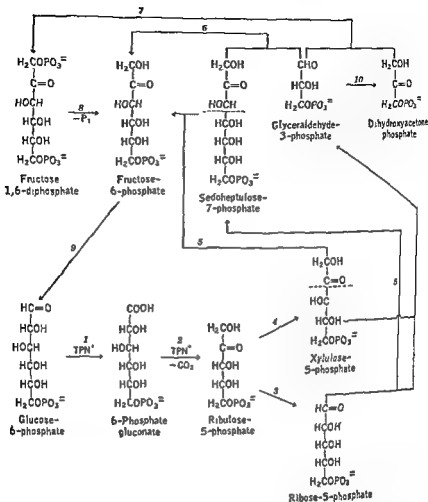 7
6
H₂COPO₃⁼
C=O
HOCH
HCOH
HCOH
H₂COPO₃⁼
Fructose
1,6-diphosphate
8
−P₁
H₂COH
C=O
HOCH
HCOH
HCOH
H₂COPO₃⁼
Fructose-
6-phosphate
H₂COH
C=O
HOCH
HCOH
HCOH
HCOH
H₂COPO₃⁼
Sedoheptulose-
7-phosphate
CHO
HCOH
H₂COPO₃⁼
Glyceraldehyde-
3-phosphate
10
H₂COH
C=O
H₂COPO₃⁼
Dihydroxyacetone
phosphate
9
5
5
HC=O
HCOH
HOCH
HCOH
HCOH
H₂COPO₃⁼
Glucose-
6-phosphate
1
TPN⁺
COOH
HCOH
HOCH
HCOH
HCOH
H₂COPO₃⁼
6-Phosphate
gluconate
2
TPN⁺
−CO₂
H₂COH
C=O
HCOH
HCOH
H₂COPO₃⁼
Ribulose-
5-phosphate
4
3
H₂COH
C=O
HOC
HCOH
H₂COPO₃⁼
Xylulose-
5-phosphate
HC=O
HCOH
HCOH
HCOH
H₂COPO₃⁼
Ribose-5-phosphate